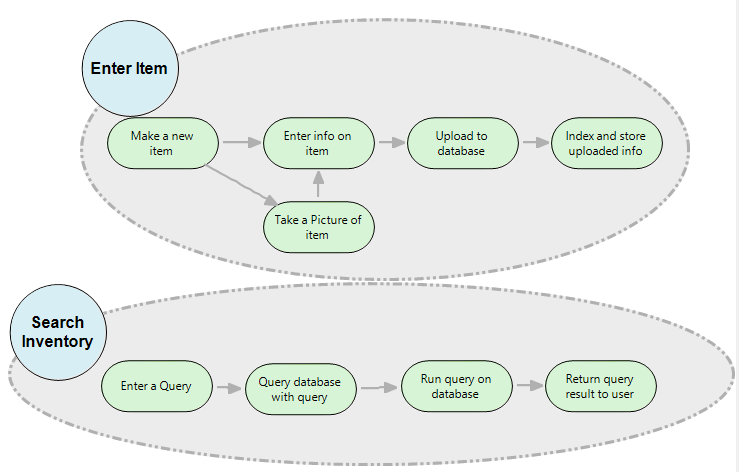 Enter Item
Make a new
item
Enter info on
item
Upload to
database
Index and store
uploaded info
Take a Picture of
item
Search
Inventory
Enter a Query
Query database
with query
Run query on
database
Return query
result to user